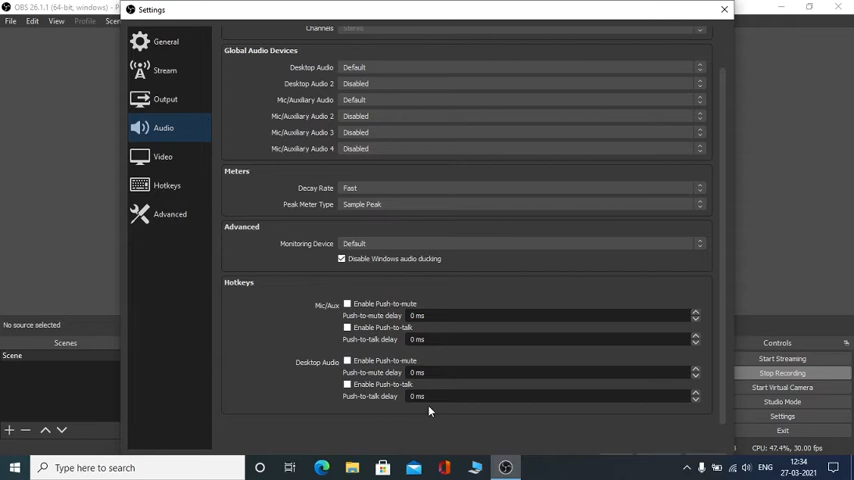 OBS 26.1.1 (64-bit, windows) - P
Settings
File Edit View Profile Scen
General
Stream
Output
Audio
Video
Hotkeys
Advanced
Channels Stereo
Global Audio Devices
Desktop Audio Default
Desktop Audio 2 Disabled
Mic/Auxiliary Audio Default
Mic/Auxiliary Audio 2 Disabled
Mic/Auxiliary Audio 3 Disabled
Mic/Auxiliary Audio 4 Disabled
Meters
Decay Rate Fast
Peak Meter Type Sample Peak
Advanced
Monitoring Device Default
Disable Windows audio ducking
Hotkeys
Mic/Aux Enable Push-to-mute
Push-to-mute delay 0 ms
Enable Push-to-talk
Push-to-talk delay 0 ms
Desktop Audio Enable Push-to-mute
Push-to-mute delay 0 ms
Enable Push-to-talk
Push-to-talk delay 0 ms
No source selected
Scenes
Scene
Controls
Start Streaming
Stop Recording
Start Virtual Camera
Studio Mode
Settings
Exit
CPU: 47.4%, 30.00 fps
Type here to search
ENG
12:34
27-03-2021